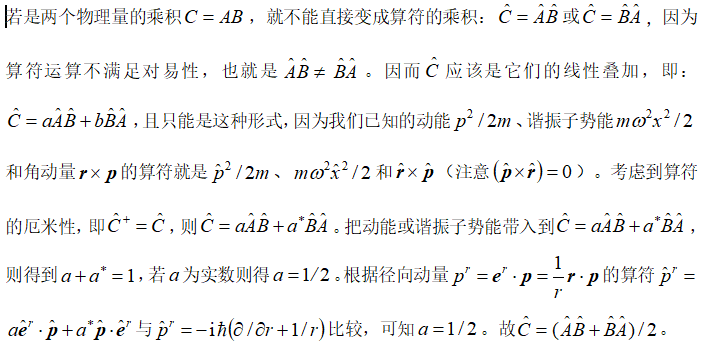 若是两个物理量的乘积 C = AB，就不能直接变成算符的乘积：Ĉ = ÂB̂ 或 Ĉ = B̂Â，因为
算符运算不满足对易性，也就是 ÂB̂ ≠ B̂Â。因而 Ĉ 应该是它们的线性叠加，即：
Ĉ = aÂB̂ + bB̂Â，且只能是这种形式，因为我们已知的动能 p²/2m、谐振子势能 mω²x²/2
和角动量 r × p 的算符就是 p̂²/2m、 mω²x̂²/2 和 r̂ × p̂（注意(p̂ × r̂) = 0）。考虑到算符
的厄米性，即 Ĉ⁺ = Ĉ，则 Ĉ = aÂB̂ + a*B̂Â。把动能或谐振子势能带入到 Ĉ = aÂB̂ + a*B̂Â，
则得到 a + a* = 1，若 a 为实数则得 a = 1/2。根据径向动量 pʳ = eʳ · p = 1/r r · p 的算符 p̂ʳ =
aêʳ · p̂ + a*p̂ · êʳ 与 p̂ʳ = −iħ(∂/∂r + 1/r) 比较，可知 a = 1/2。故 Ĉ = (ÂB̂ + B̂Â)/2。